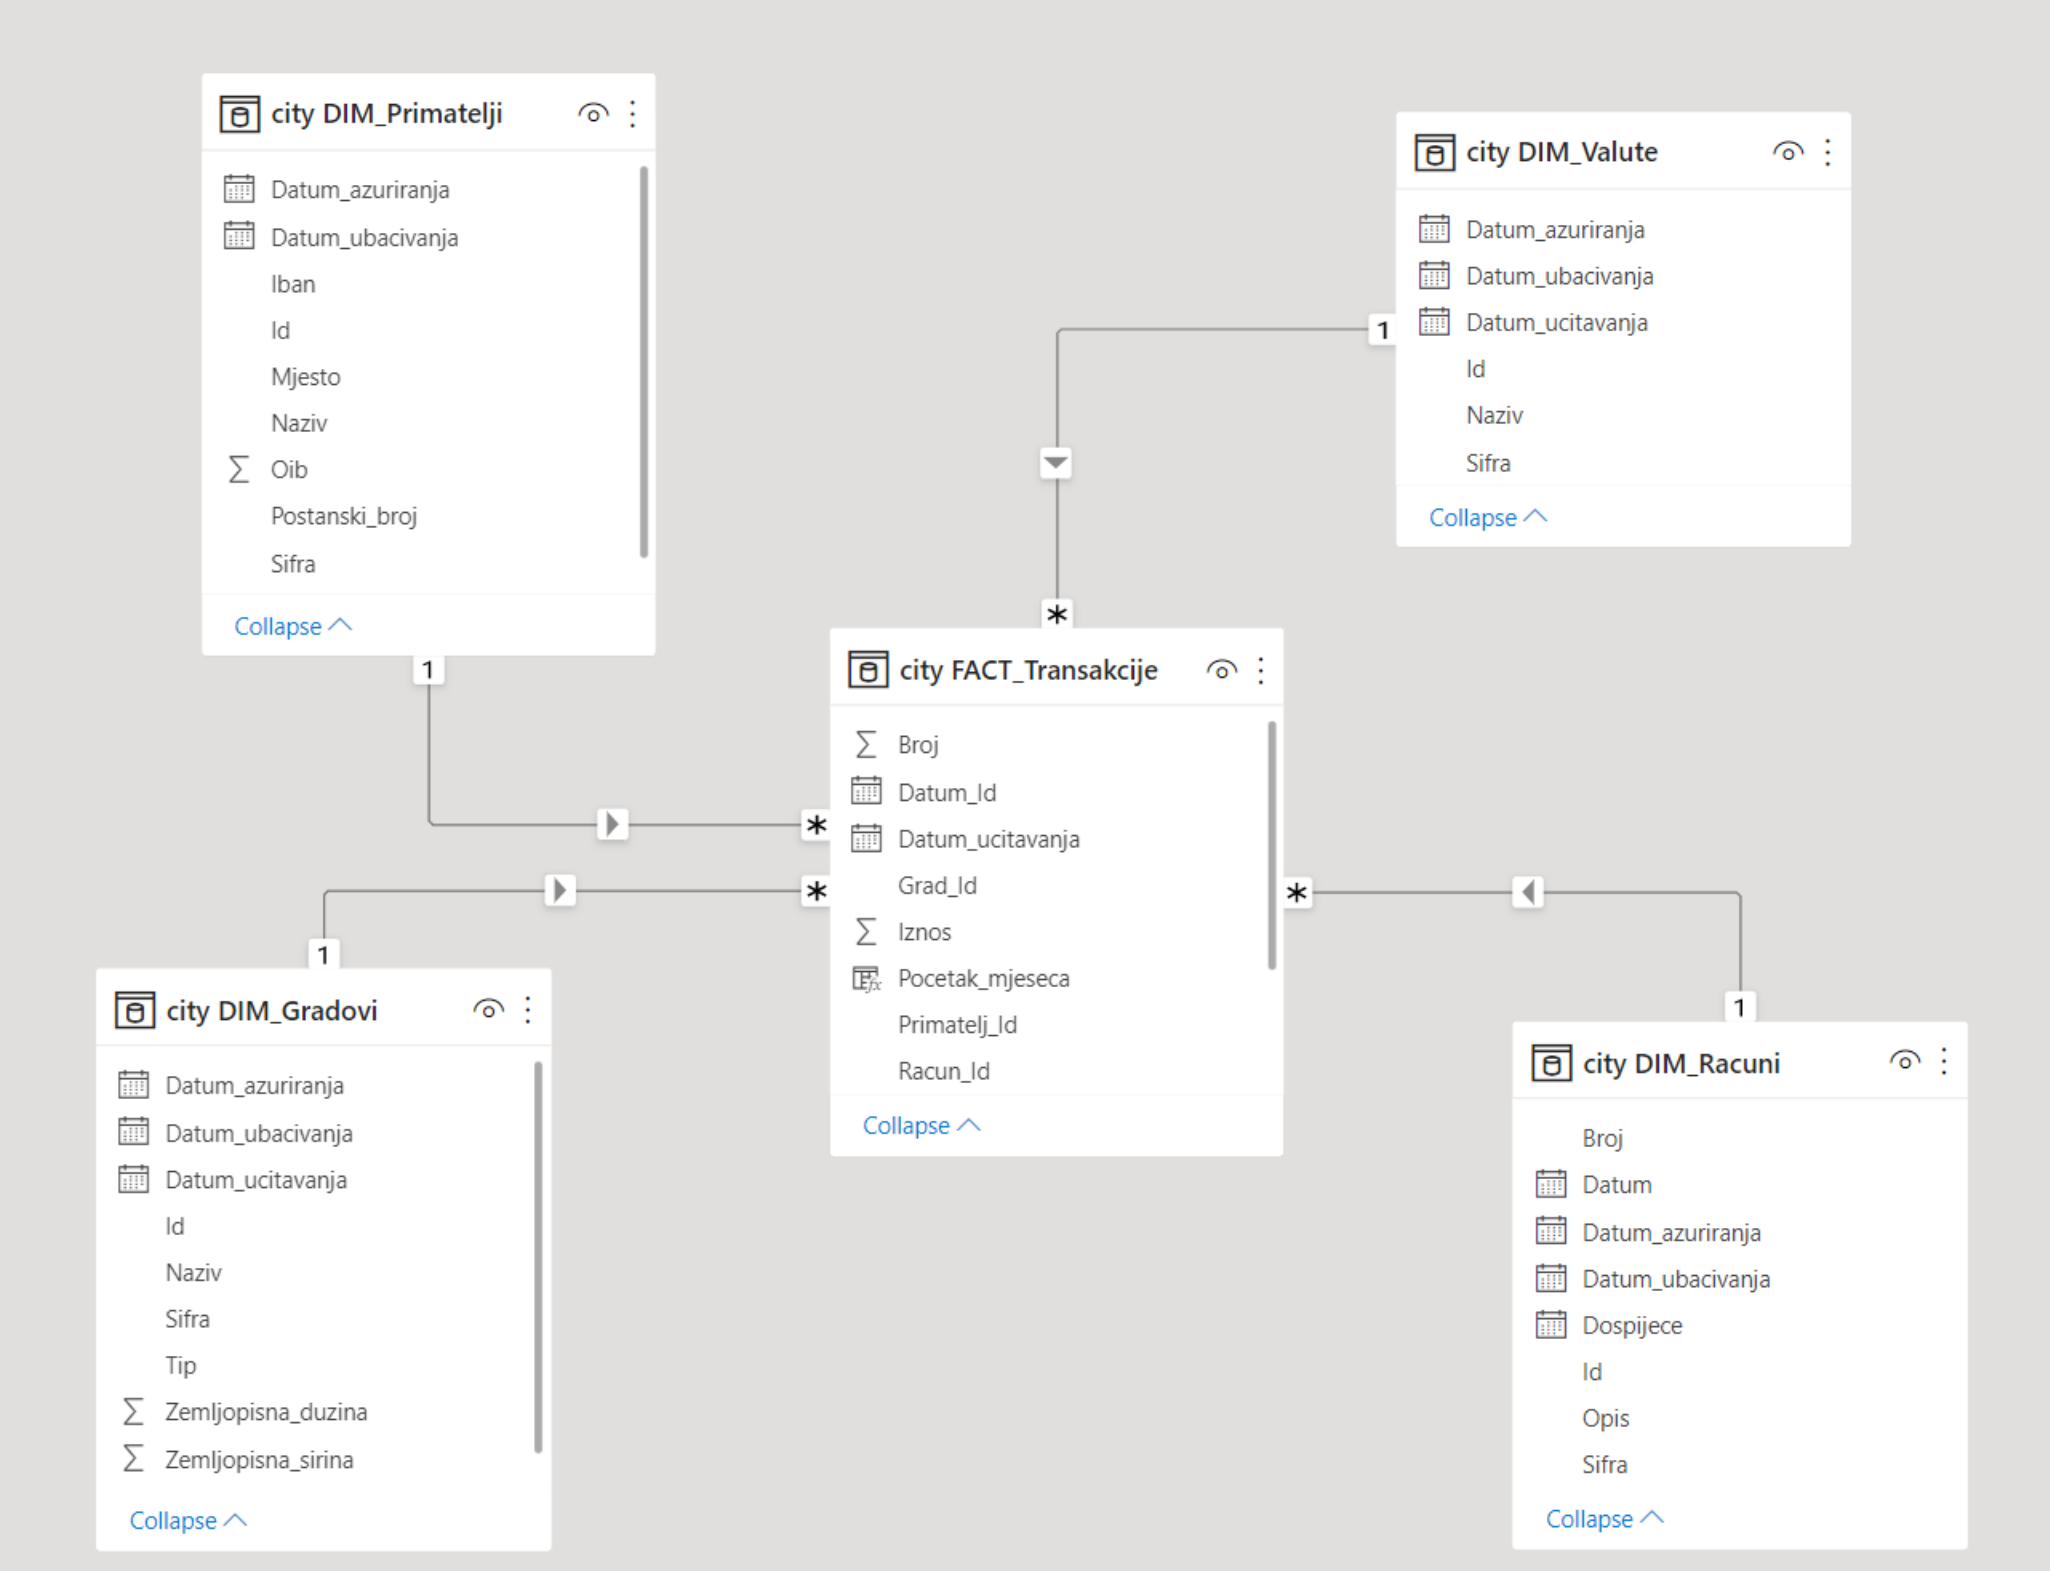 city DIM_Primatelji
Datum_azuriranja
Datum_ubacivanja
Iban
Id
Mjesto
Naziv
Oib
Postanski_broj
Sifra
Collapse
1
city DIM_Valute
Datum_azuriranja
Datum_ubacivanja
Datum_ucitavanja
Id
Naziv
Sifra
Collapse
1
*
city FACT_Transakcije
Broj
Datum_Id
Datum_ucitavanja
Grad_Id
Iznos
Pocetak_mjeseca
Primatelj_Id
Racun_Id
Collapse
*
*
*
1
city DIM_Gradovi
Datum_azuriranja
Datum_ubacivanja
Datum_ucitavanja
Id
Naziv
Sifra
Tip
Zemljopisna_duzina
Zemljopisna_sirina
Collapse
1
city DIM_Racuni
Broj
Datum
Datum_azuriranja
Datum_ubacivanja
Dospijece
Id
Opis
Sifra
Collapse